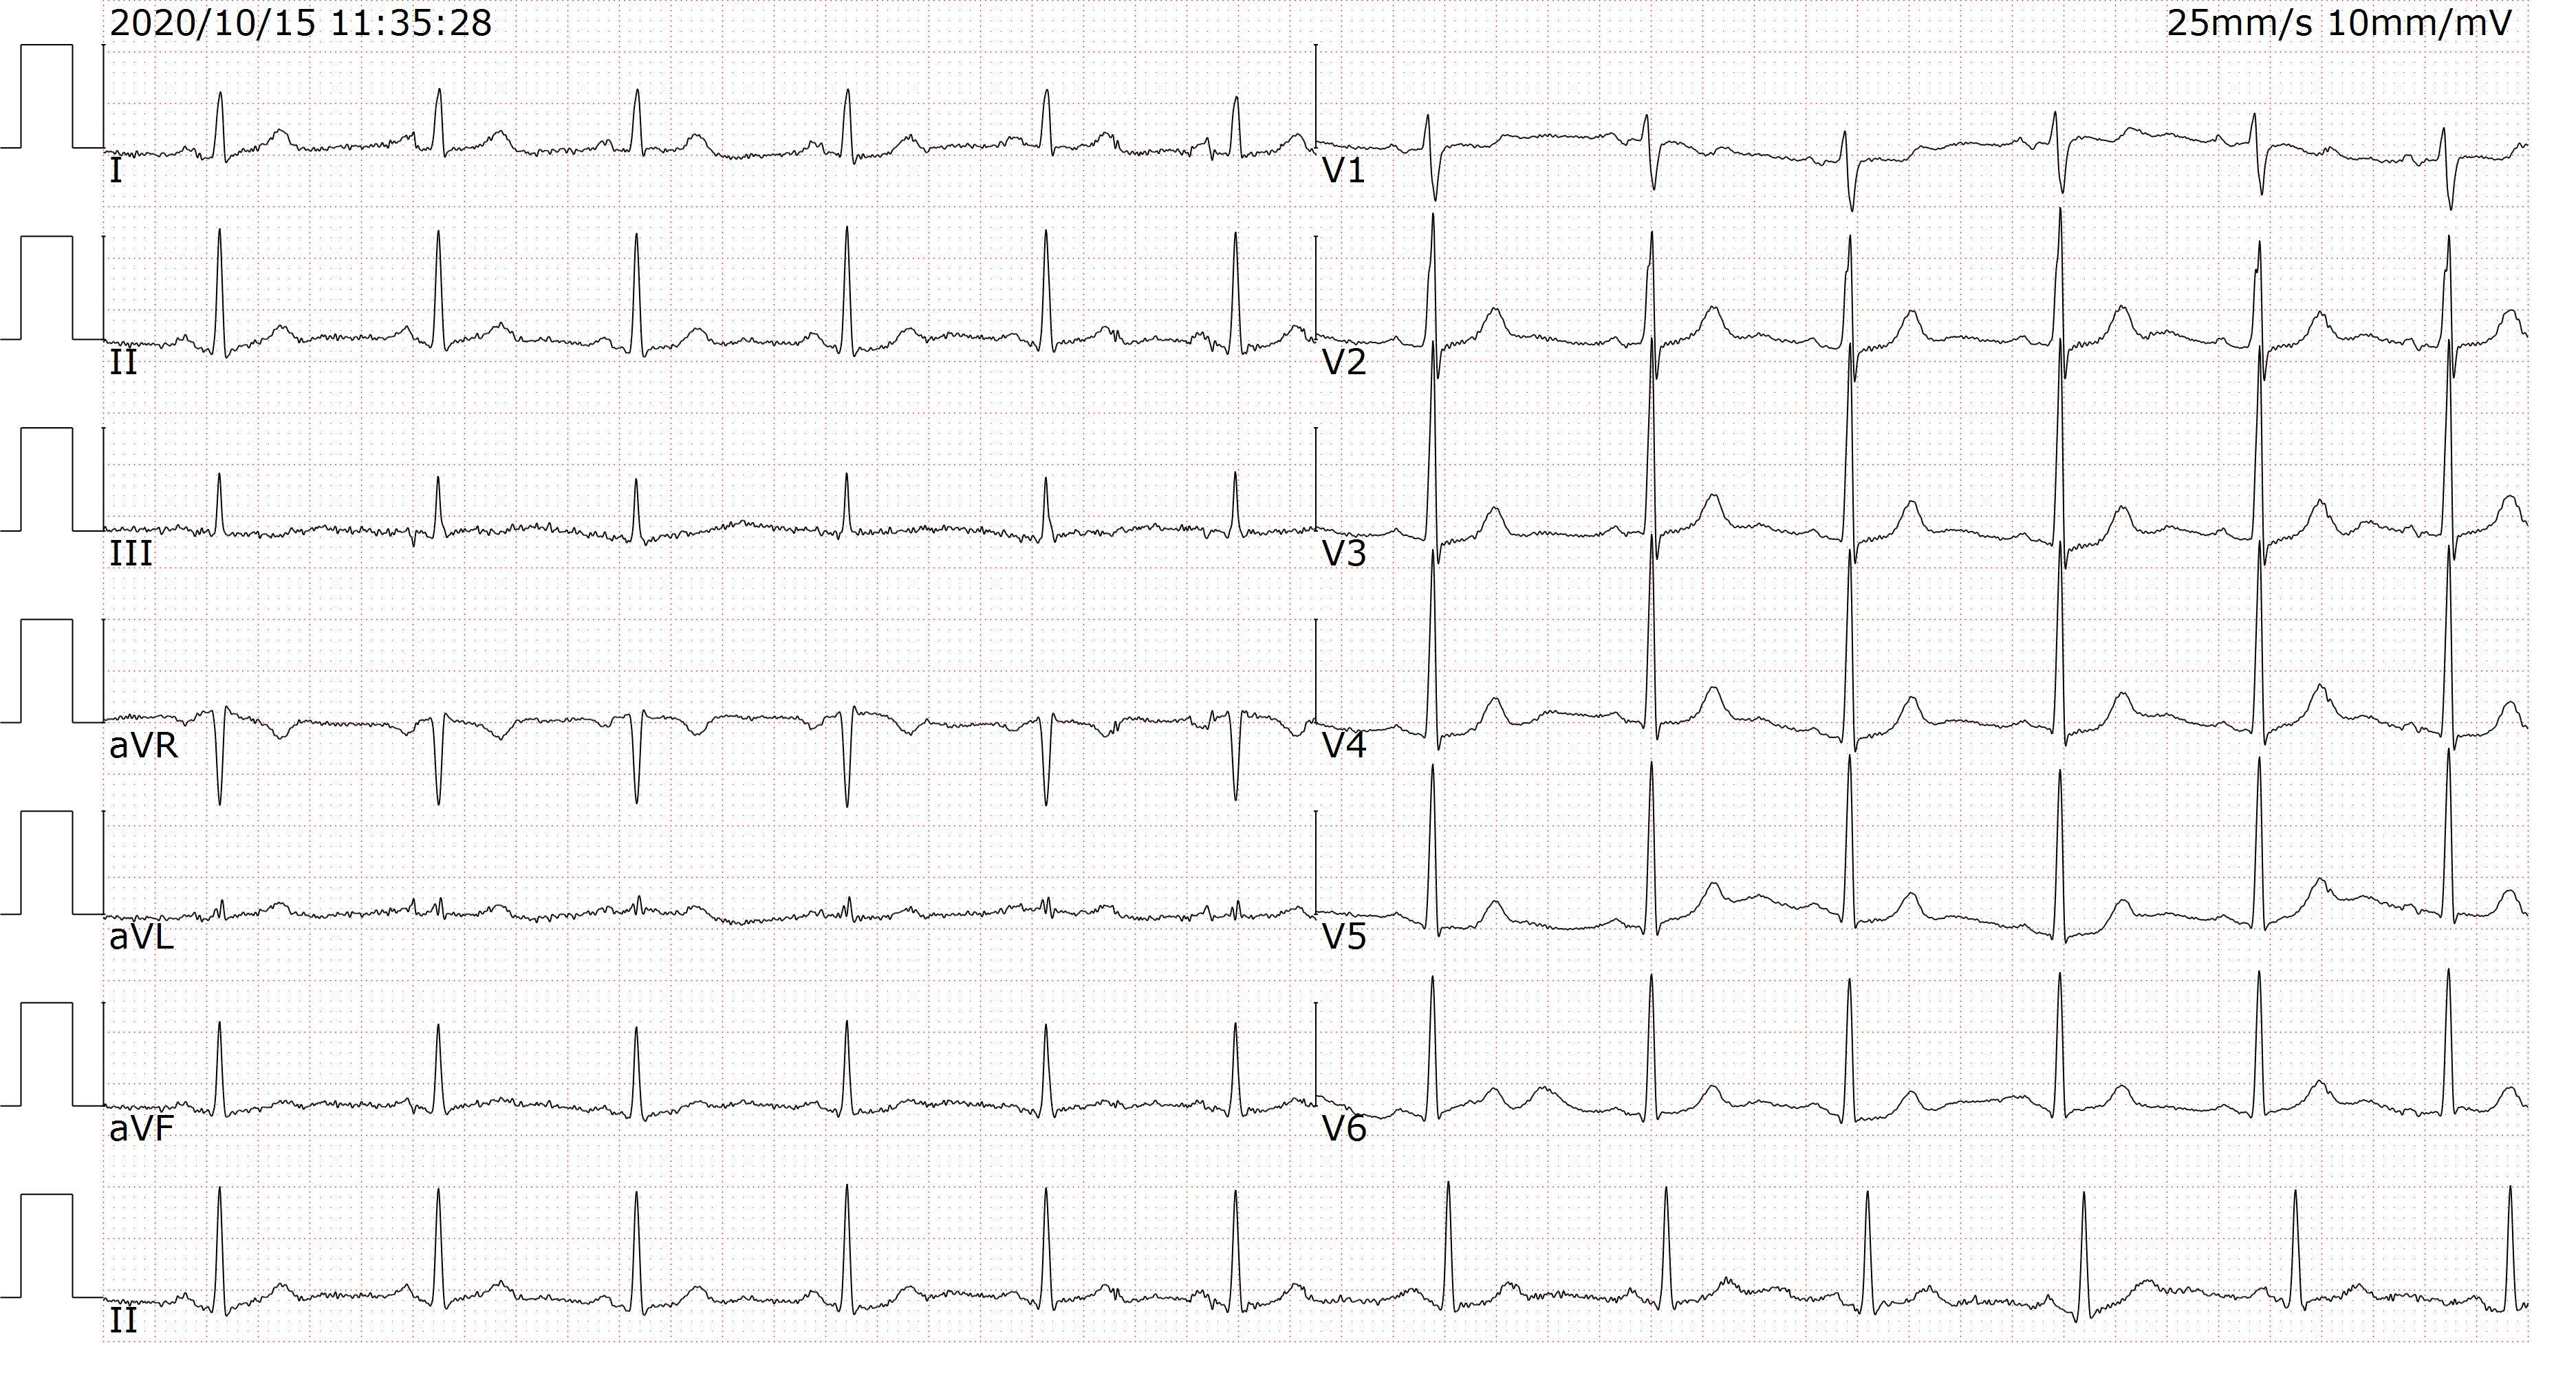 2020/10/15 11:35:28
25mm/s 10mm/mV
I
V1
II
V2
III
V3
aVR
V4
aVL
V5
aVF
V6
II